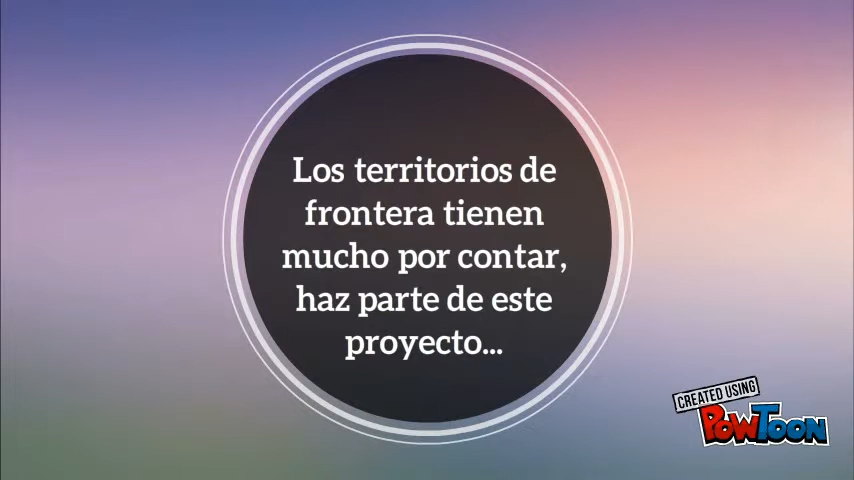 Los territorios de
frontera tienen
mucho por contar,
haz parte de este
proyecto...
CREATED USING
POWTOON